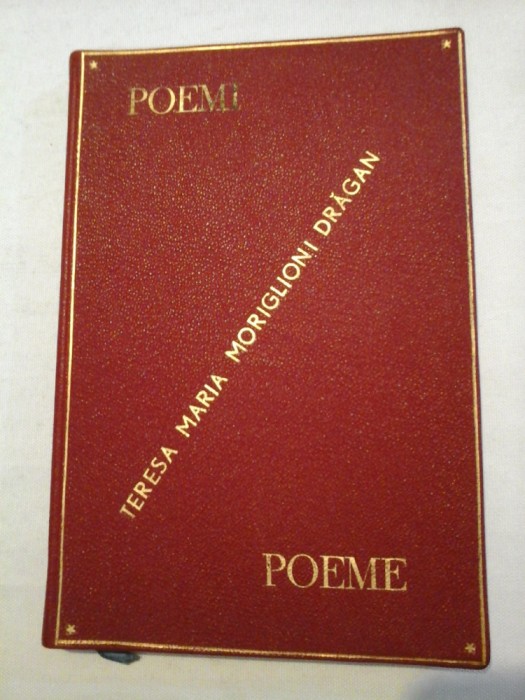 POEMI
TERESA MARIA MORIGLIONI DRĂGAN
POEME